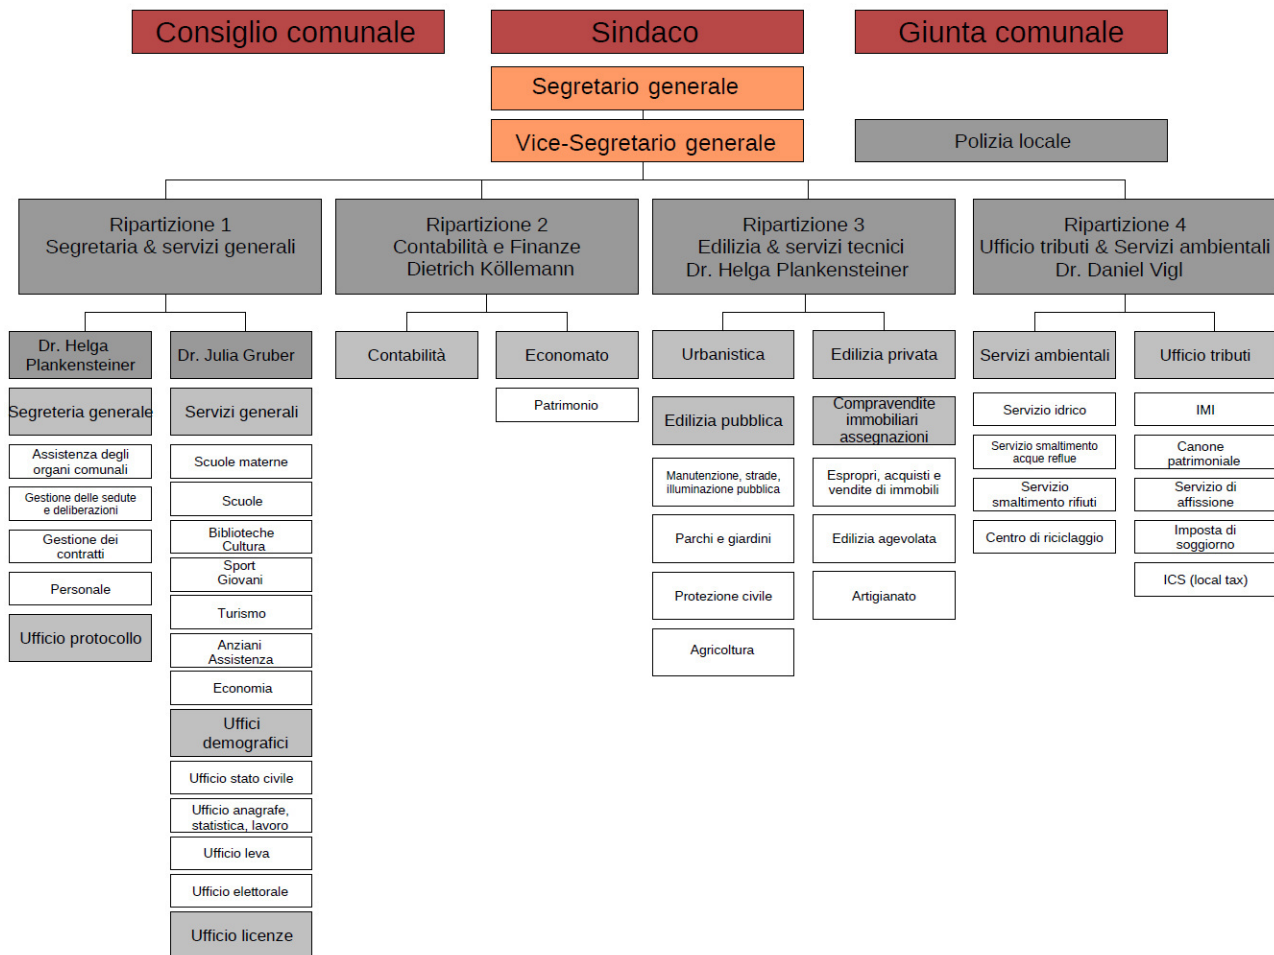 Consiglio comunale
Sindaco
Giunta comunale
Segretario generale
Vice-Segretario generale
Polizia locale
Ripartizione 1
Segretaria & servizi generali
Ripartizione 2
Contabilità e Finanze
Dietrich Köllemann
Ripartizione 3
Edilizia & servizi tecnici
Dr. Helga Plankensteiner
Ripartizione 4
Ufficio tributi & Servizi ambientali
Dr. Daniel Vigl
Dr. Helga
Plankensteiner
Segreteria generale
Assistenza degli
organi comunali
Gestione delle sedute
e deliberazioni
Gestione dei
contratti
Personale
Ufficio protocollo
Dr. Julia Gruber
Servizi generali
Scuole materne
Scuole
Biblioteche
Cultura
Sport
Giovani
Turismo
Anziani
Assistenza
Economia
Uffici
demografici
Ufficio stato civile
Ufficio anagrafe,
statistica, lavoro
Ufficio leva
Ufficio elettorale
Ufficio licenze
Contabilità
Economato
Patrimonio
Urbanistica
Edilizia pubblica
Manutenzione, strade,
illuminazione pubblica
Parchi e giardini
Protezione civile
Agricoltura
Edilizia privata
Compravendite
immobiliari
assegnazioni
Espropri, acquisti e
vendite di immobili
Edilizia agevolata
Artigianato
Servizi ambientali
Servizio idrico
Servizio smaltimento
acque reflue
Servizio
smaltimento rifiuti
Centro di riciclaggio
Ufficio tributi
IMI
Canone
patrimoniale
Servizio di
affissione
Imposta di
soggiorno
ICS (local tax)